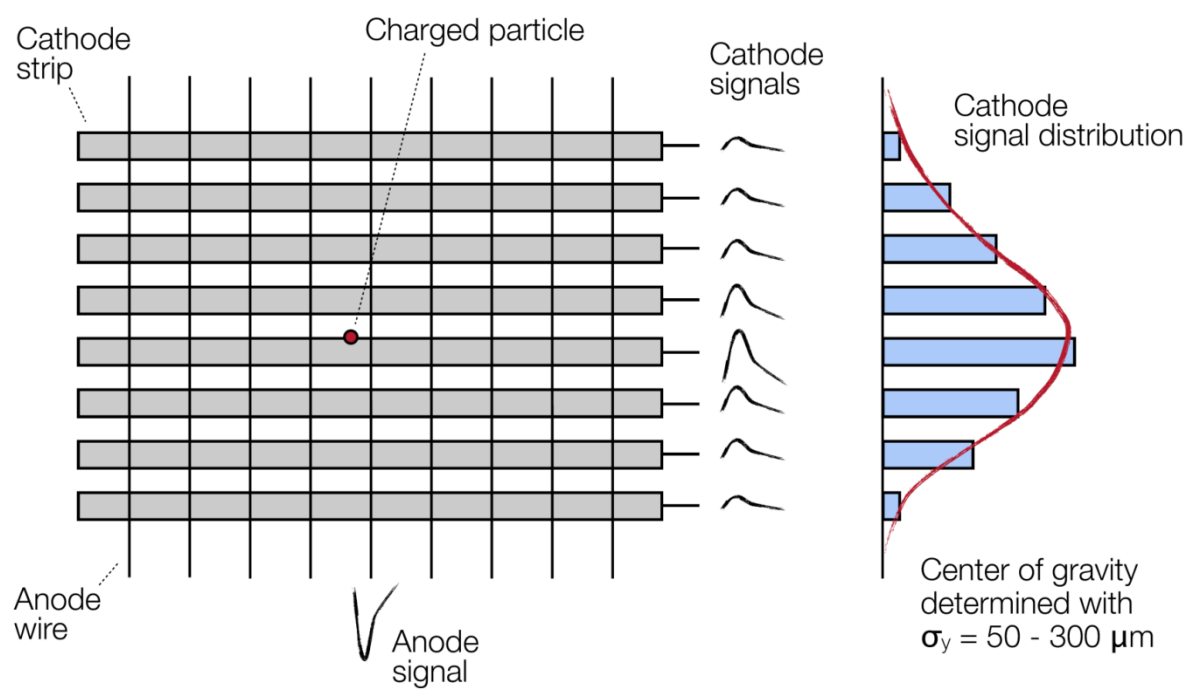 Cathode
strip
Charged particle
Cathode
signals
Cathode
signal distribution
Anode
wire
Anode
signal
Center of gravity
determined with
σy = 50 - 300 μm